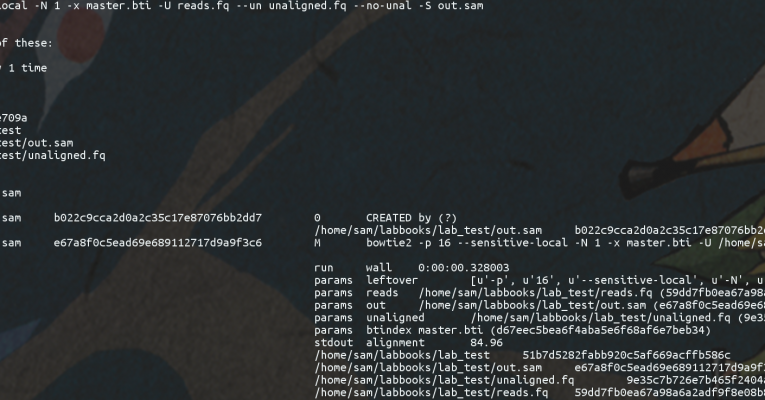 ocal -N 1 -x master.bti -U reads.fq --un unaligned.fq --no-unal -S out.sam
of these:
1 time
e709a
test
test/out.sam
test/unaligned.fq
sam
sam b022c9cca2d0a2c35c17e87076bb2dd7 0 CREATED by (?)
/home/sam/labbooks/lab_test/out.sam b022c9cca2d0a2c35c17e87076bb2d
sam e67a8f0c5ead69e689112717d9a9f3c6 M bowtie2 -p 16 --sensitive-local -N 1 -x master.bti -U /home/sa
run wall 0:00:00.328003
params leftover [u'-p', u'16', u'--sensitive-local', u'-N', u
params reads /home/sam/labbooks/lab_test/reads.fq (59dd7fb0ea67a98a
params out /home/sam/labbooks/lab_test/out.sam (e67a8f0c5ead69e6
params unaligned /home/sam/labbooks/lab_test/unaligned.fq (9e35
params btindex master.bti (d67eec5bea6f4aba5e6f68af6e7beb34)
stdout alignment 84.96
/home/sam/labbooks/lab_test 51b7d5282fabb920c5af669acffb586c
/home/sam/labbooks/lab_test/out.sam e67a8f0c5ead69e689112717d9a9f3
/home/sam/labbooks/lab_test/unaligned.fq 9e35c7b726e7b465f2404
/home/sam/labbooks/lab_test/reads.fq 59dd7fb0ea67a98a6a2adf9f8e08b